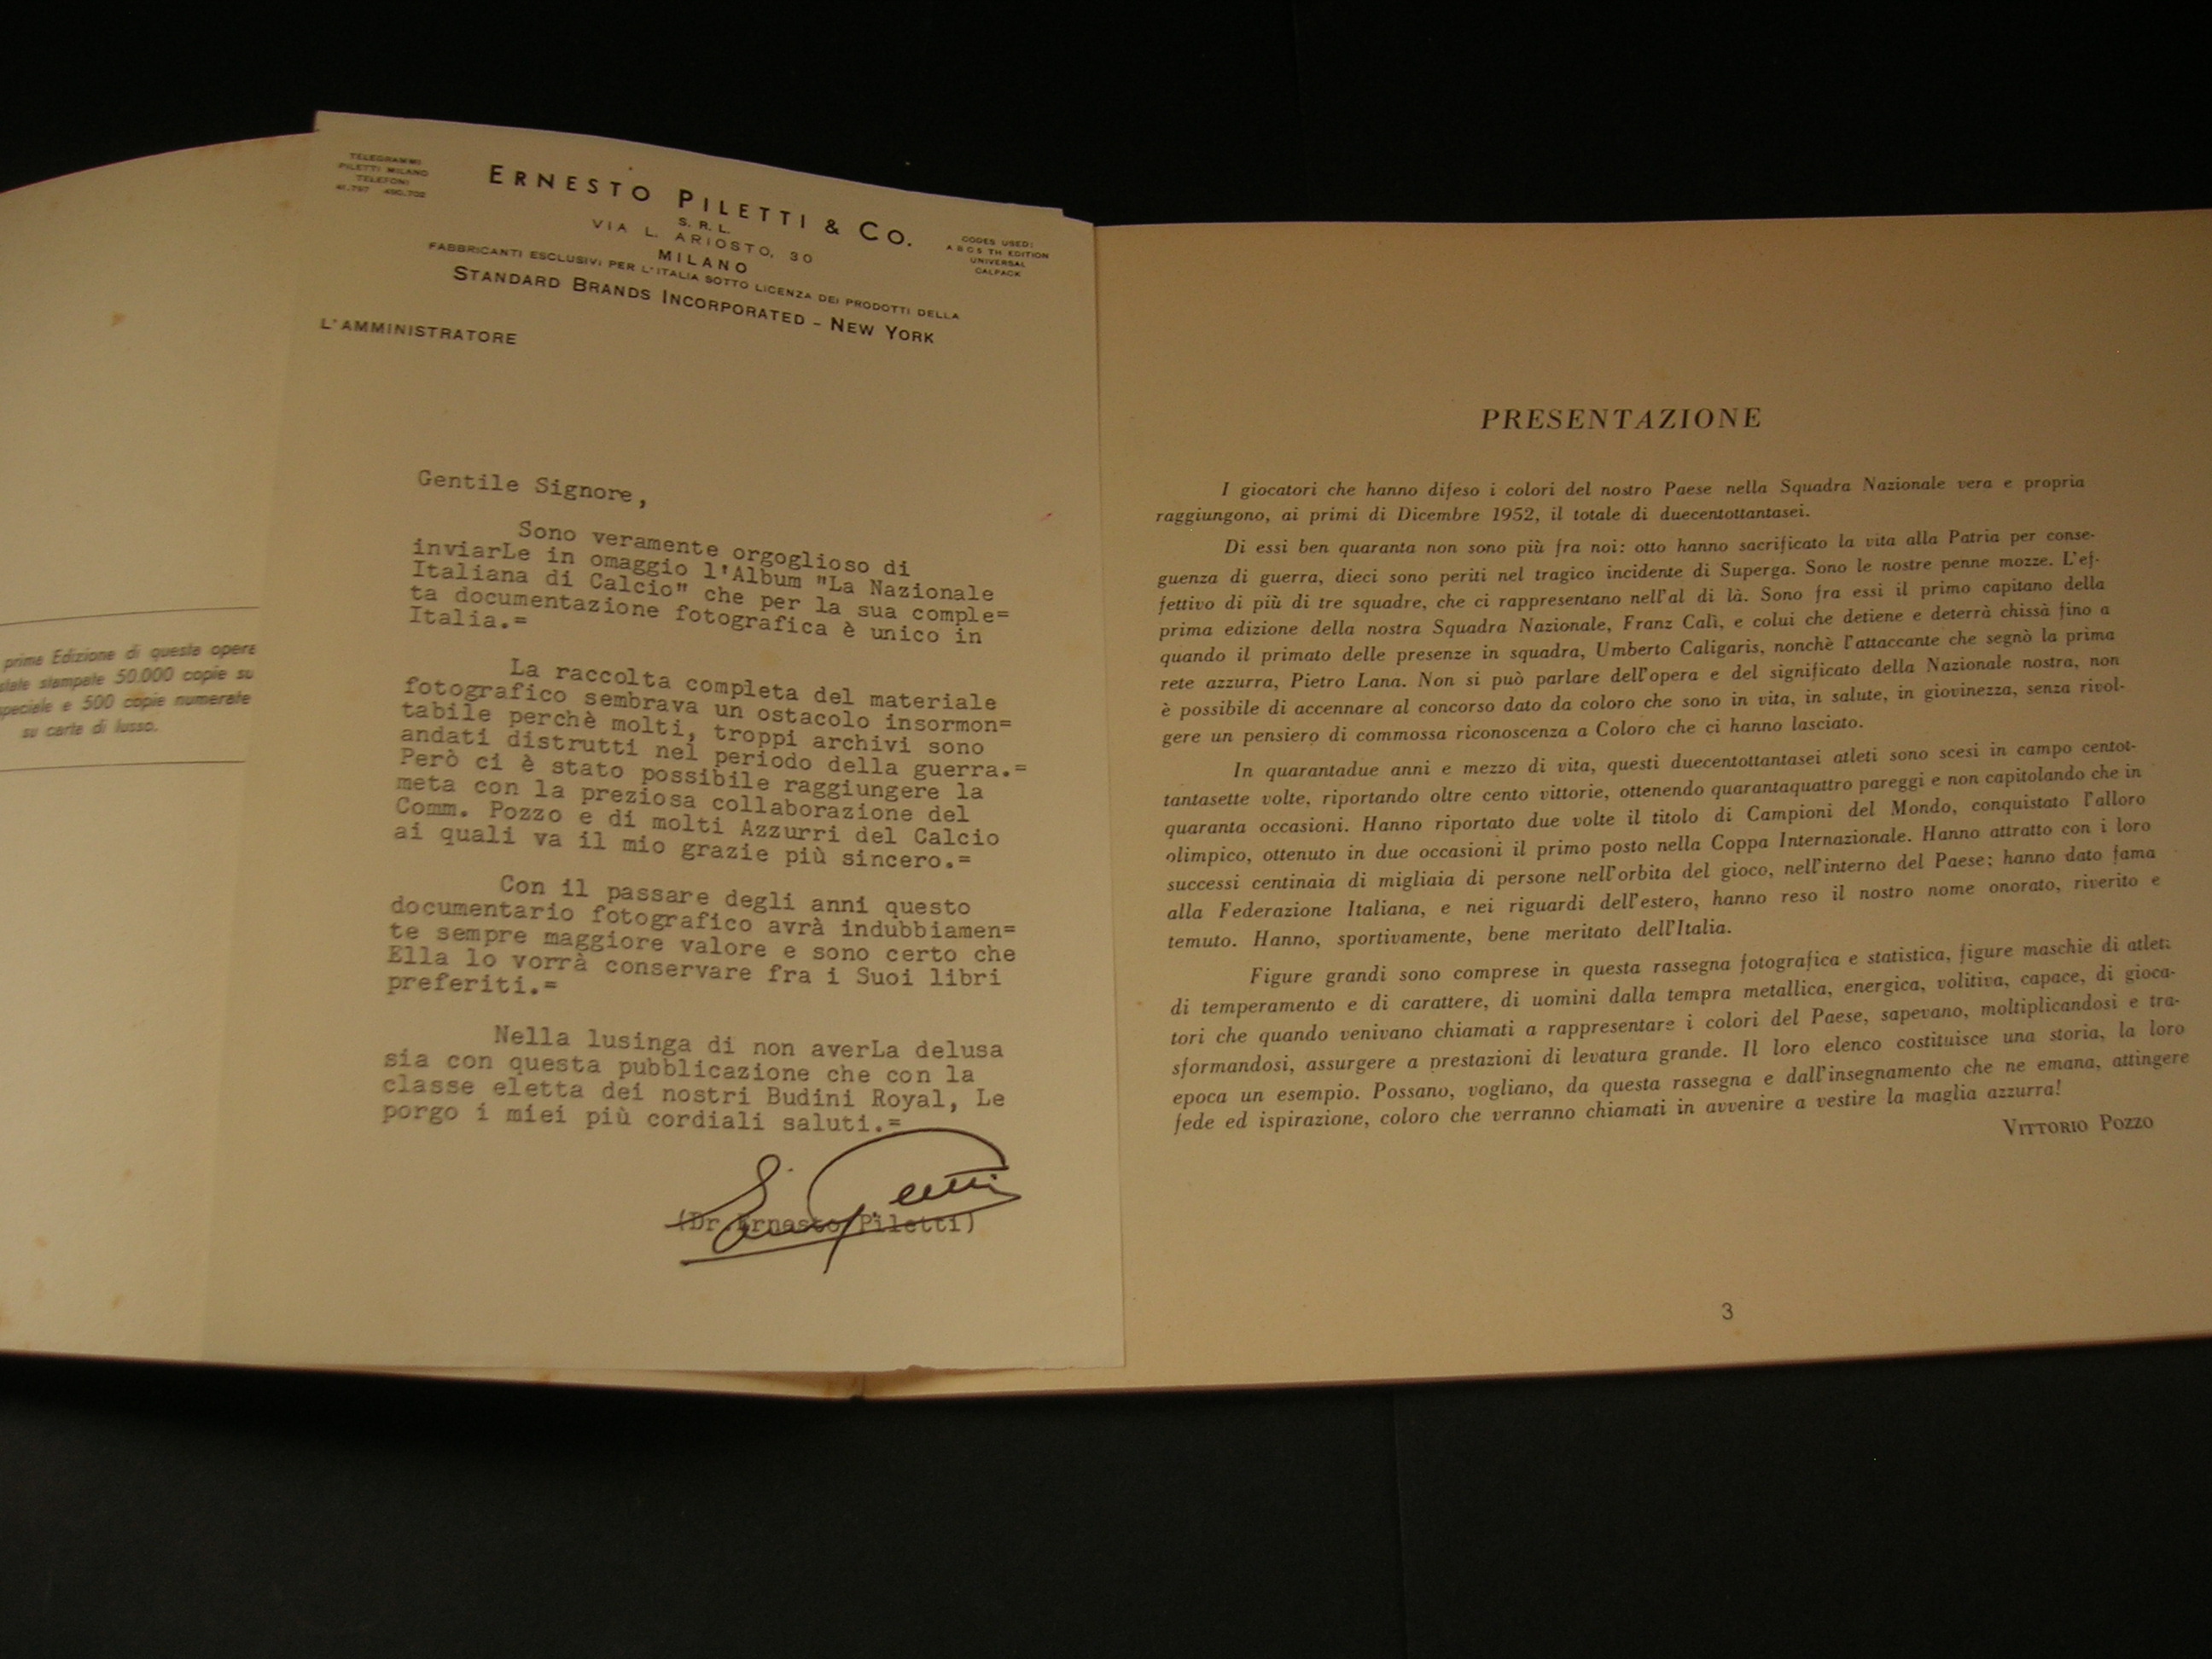 prima Edizione di questa opera
state stampate 50.000 copie su
speciale e 500 copie numerate
su carta di lusso.
TELEGRAMMI
PILETTI MILANO
TELEFONI
41.797 490.702
ERNESTO PILETTI & CO.
S. R. L.
VIA L. ARIOSTO, 30
MILANO
FABBRICANTI ESCLUSIVI PER L'ITALIA SOTTO LICENZA DEI PRODOTTI DELLA
STANDARD BRANDS INCORPORATED - NEW YORK
CODES USED:
A B C 5 TH EDITION
UNIVERSAL
CALPACK
L'AMMINISTRATORE
Gentile Signore,
Sono veramente orgoglioso di
inviarLe in omaggio l'Album "La Nazionale
Italiana di Calcio" che per la sua comple=
ta documentazione fotografica è unico in
Italia.=
La raccolta completa del materiale
fotografico sembrava un ostacolo insormon=
tabile perchè molti, troppi archivi sono
andati distrutti nel periodo della guerra.=
Però ci è stato possibile raggiungere la
meta con la preziosa collaborazione del
Comm. Pozzo e di molti Azzurri del Calcio
ai quali va il mio grazie più sincero.=
Con il passare degli anni questo
documentario fotografico avrà indubbiamen=
te sempre maggiore valore e sono certo che
Ella lo vorrà conservare fra i Suoi libri
preferiti.=
Nella lusinga di non averLa delusa
sia con questa pubblicazione che con la
classe eletta dei nostri Budini Royal, Le
porgo i miei più cordiali saluti.=
(Dr.Ernesto Piletti)
PRESENTAZIONE
I giocatori che hanno difeso i colori del nostro Paese nella Squadra Nazionale vera e propria
raggiungono, ai primi di Dicembre 1952, il totale di duecentottantasei.
Di essi ben quaranta non sono più fra noi: otto hanno sacrificato la vita alla Patria per conse-
guenza di guerra, dieci sono periti nel tragico incidente di Superga. Sono le nostre penne mozze. L'ef-
fettivo di più di tre squadre, che ci rappresentano nell'al di là. Sono fra essi il primo capitano della
prima edizione della nostra Squadra Nazionale, Franz Calì, e colui che detiene e deterrà chissà fino a
quando il primato delle presenze in squadra, Umberto Caligaris, nonchè l'attaccante che segnò la prima
rete azzurra, Pietro Lana. Non si può parlare dell'opera e del significato della Nazionale nostra, non
è possibile di accennare al concorso dato da coloro che sono in vita, in salute, in giovinezza, senza rivol-
gere un pensiero di commossa riconoscenza a Coloro che ci hanno lasciato.
In quarantadue anni e mezzo di vita, questi duecentottantasei atleti sono scesi in campo centot-
tantasette volte, riportando oltre cento vittorie, ottenendo quarantaquattro pareggi e non capitolando che in
quaranta occasioni. Hanno riportato due volte il titolo di Campioni del Mondo, conquistato l'alloro
olimpico, ottenuto in due occasioni il primo posto nella Coppa Internazionale. Hanno attratto con i loro
successi centinaia di migliaia di persone nell'orbita del gioco, nell'interno del Paese; hanno dato fama
alla Federazione Italiana, e nei riguardi dell'estero, hanno reso il nostro nome onorato, riverito e
temuto. Hanno, sportivamente, bene meritato dell'Italia.
Figure grandi sono comprese in questa rassegna fotografica e statistica, figure maschie di atleti
di temperamento e di carattere, di uomini dalla tempra metallica, energica, volitiva, capace, di gioca-
tori che quando venivano chiamati a rappresentare i colori del Paese, sapevano, moltiplicandosi e tra-
sformandosi, assurgere a prestazioni di levatura grande. Il loro elenco costituisce una storia, la loro
epoca un esempio. Possano, vogliano, da questa rassegna e dall'insegnamento che ne emana, attingere
fede ed ispirazione, coloro che verranno chiamati in avvenire a vestire la maglia azzurra!
VITTORIO POZZO
3